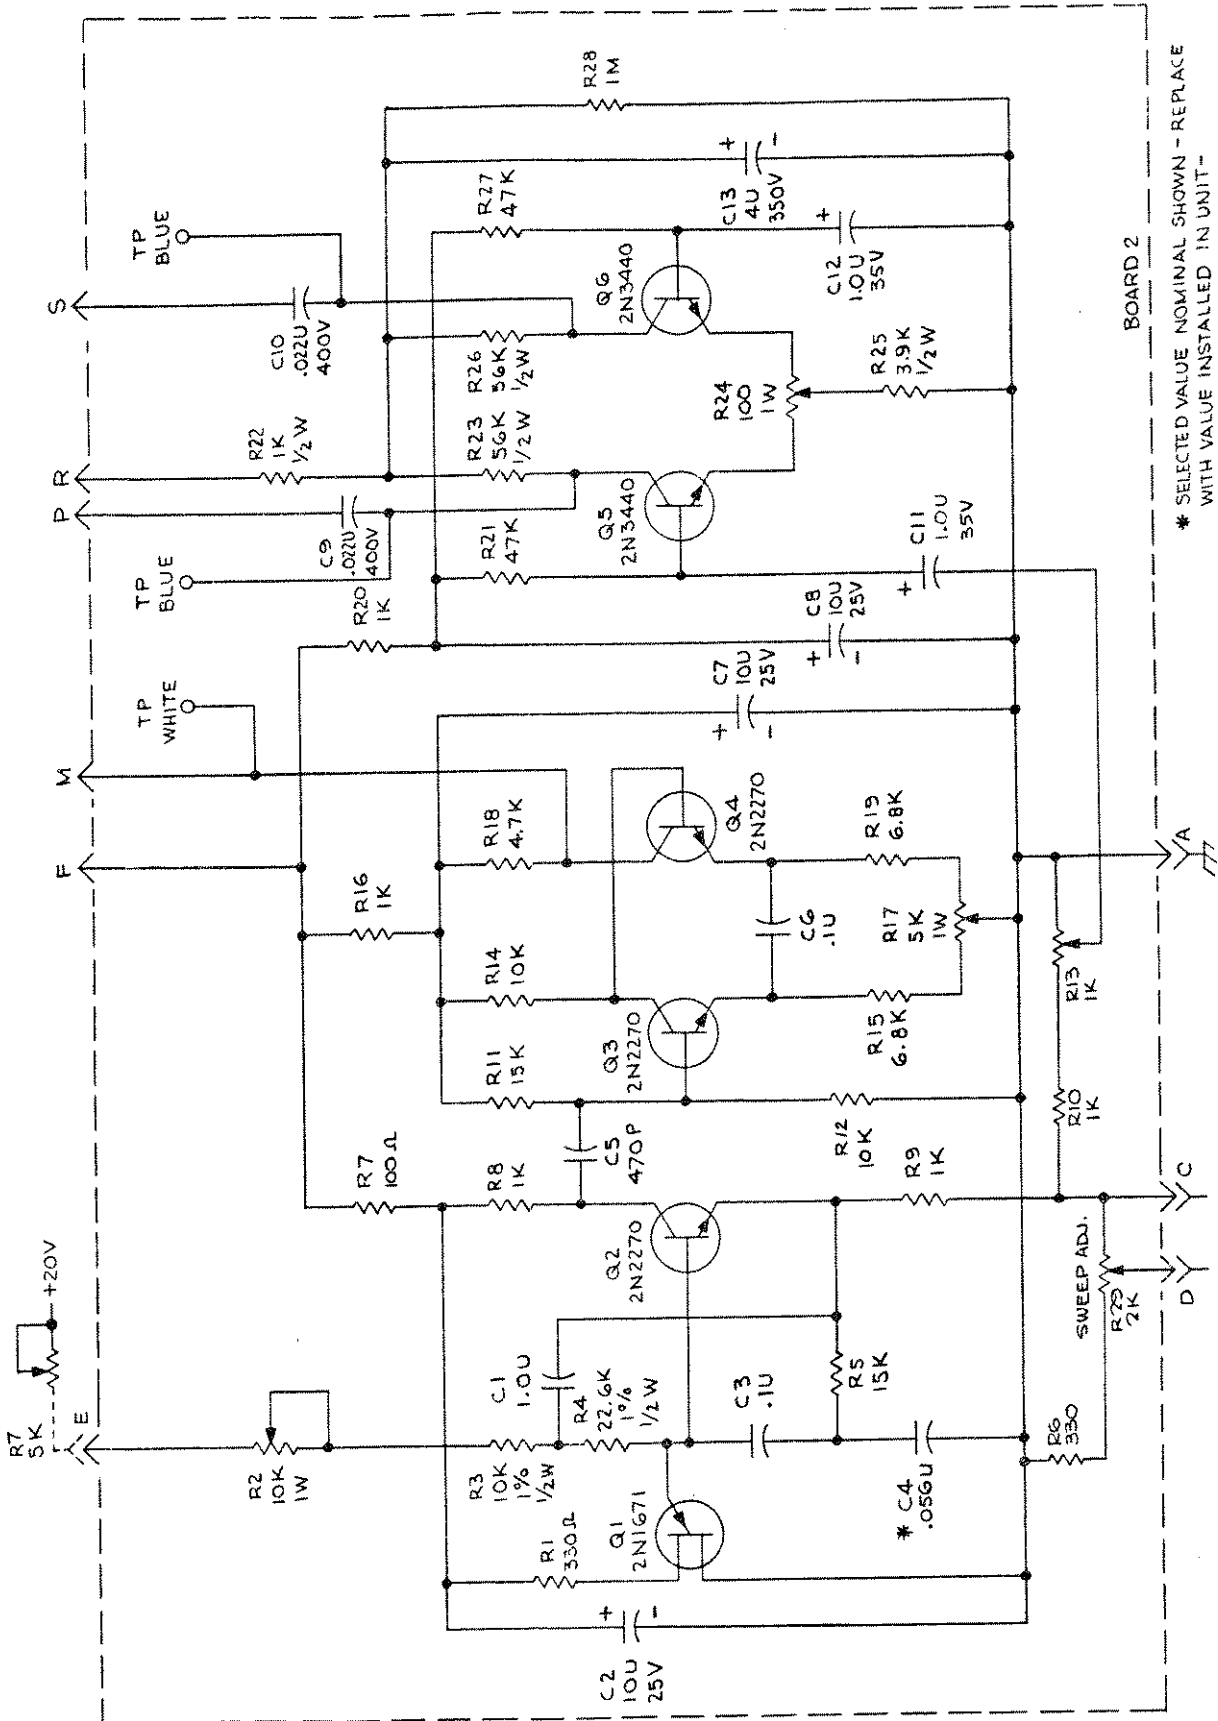 R7
5K
+20V
E
F
M
P
R
S
TP
WHITE
TP
BLUE
TP
BLUE
R2
10K
1W
R7
100Ω
R16
1K
R20
1K
C9
.022U
400V
R22
1K
1/2 W
C10
.022U
400V
R28
1M
R1
330Ω
R3
10K
1%
1/2W
C1
1.0U
R4
22.6K
1%
1/2W
R8
1K
C5
470P
R11
15K
R14
10K
R18
4.7K
R21
47K
R23
56K
1/2 W
R26
56K
1/2 W
R27
47K
Q1
2N1671
Q2
2N2270
Q3
2N2270
Q4
2N2270
Q5
2N3440
Q6
2N3440
C2
10U
25V
+
-
* C4
.056U
C3
.1U
R5
15K
R9
1K
R12
10K
R15
6.8K
C6
.1U
R17
5K
1W
R19
6.8K
C7
10U
25V
+
-
C8
10U
25V
+
-
C11
1.0U
35V
+
R24
100
1W
R25
3.9K
1/2 W
C12
1.0U
35V
+
C13
4U
350V
+
-
R6
330
SWEEP ADJ.
R29
2K
R10
1K
R13
1K
D
C
A
BOARD 2
* SELECTED VALUE NOMINAL SHOWN - REPLACE
WITH VALUE INSTALLED IN UNIT -